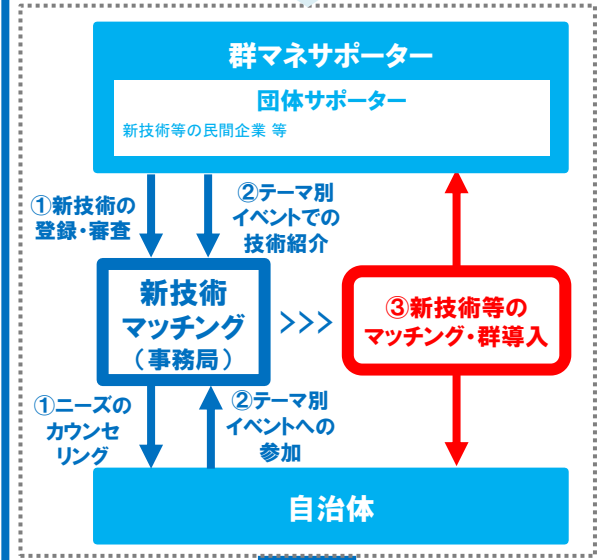 群マネサポーター
団体サポーター
新技術等の民間企業 等
①新技術の
登録・審査
②テーマ別
イベントでの
技術紹介
新技術
マッチング
（事務局）
>>>
③新技術等の
マッチング・群導入
①ニーズの
カウンセ
リング
②テーマ別
イベントへの
参加
自治体